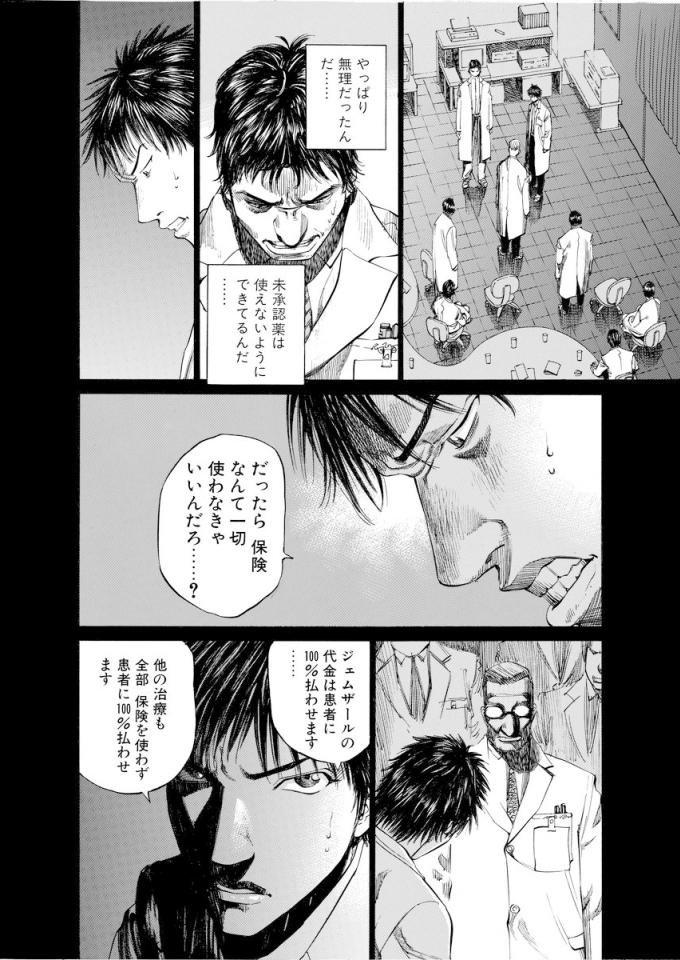 やっぱり
無理だったん
だ……
未承認薬は
使えないように
できてるんだ
……
だったら 保険
なんて一切
使わなきゃ
いいんだろ……?
ジェムザールの
代金は患者に
100%払わせます
……
他の治療も
全部 保険を使わず
患者に100%払わせ
ます